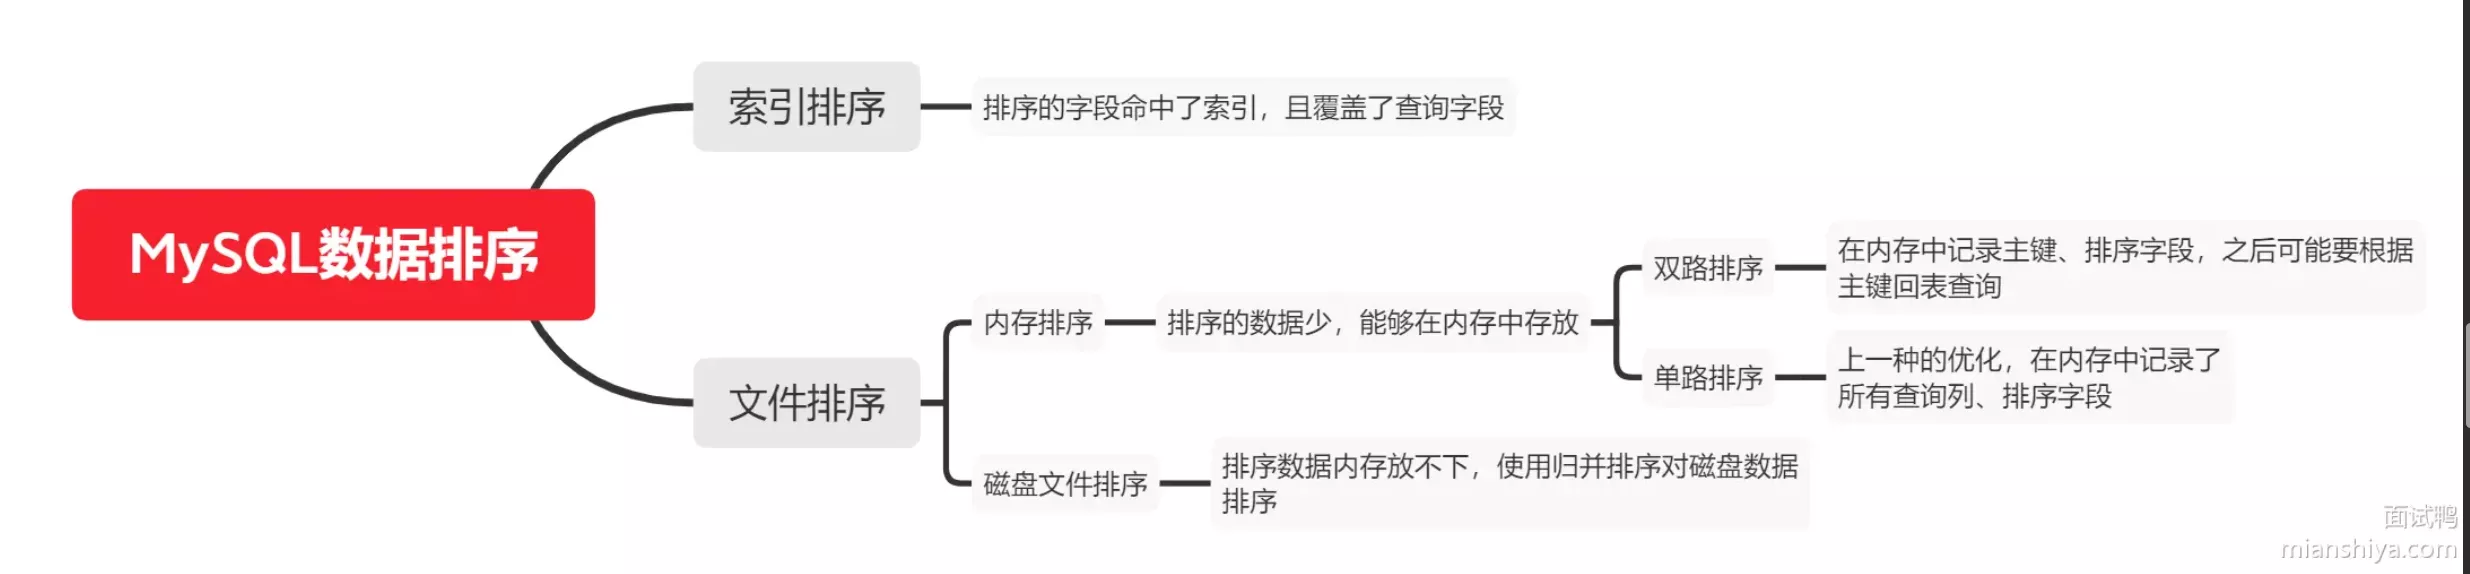 MySQL数据排序
索引排序
排序的字段命中了索引，且覆盖了查询字段
文件排序
内存排序
排序的数据少，能够在内存中存放
双路排序
在内存中记录主键、排序字段，之后可能要根据
主键回表查询
单路排序
上一种的优化，在内存中记录了
所有查询列、排序字段
磁盘文件排序
排序数据内存放不下，使用归并排序对磁盘数据
排序
面试鸭
mianshiya.com